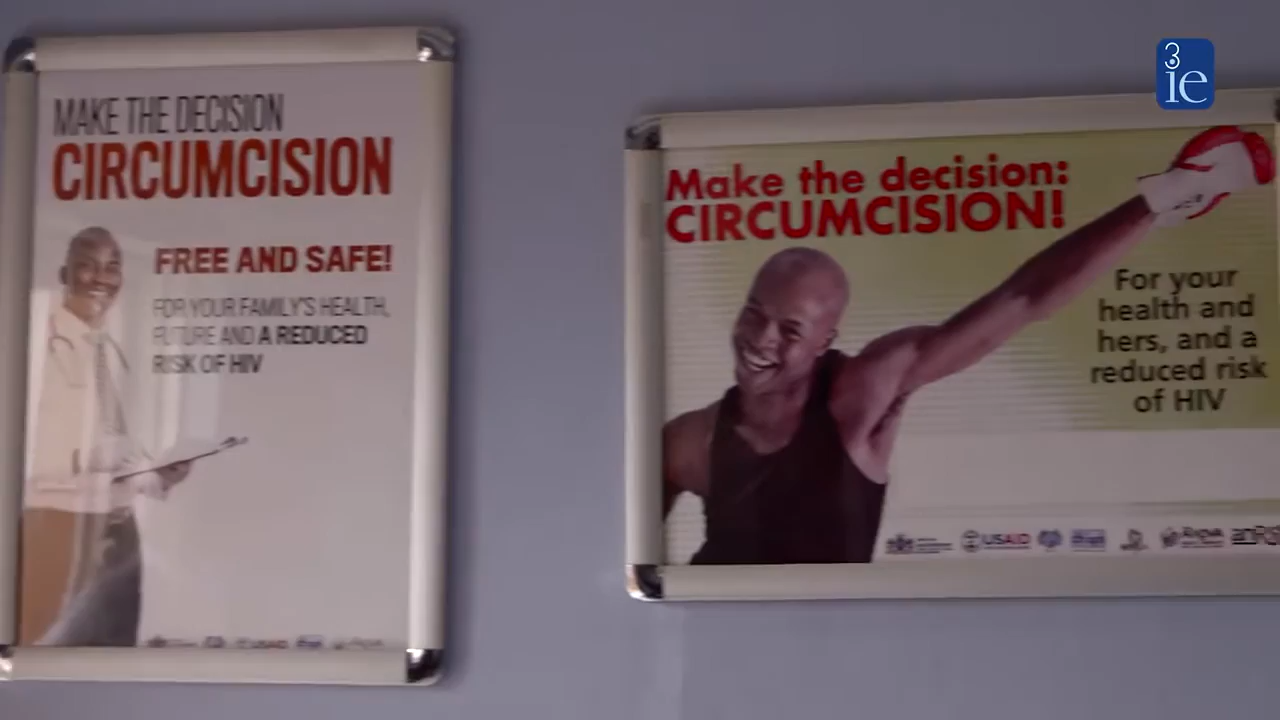 MAKE THE DECISION
CIRCUMCISION
FREE AND SAFE!
FOR YOUR FAMILY'S HEALTH,
FUTURE AND A REDUCED
RISK OF HIV
USAID
3ie
Make the decision:
CIRCUMCISION!
For your
health and
hers, and a
reduced risk
of HIV
USAID